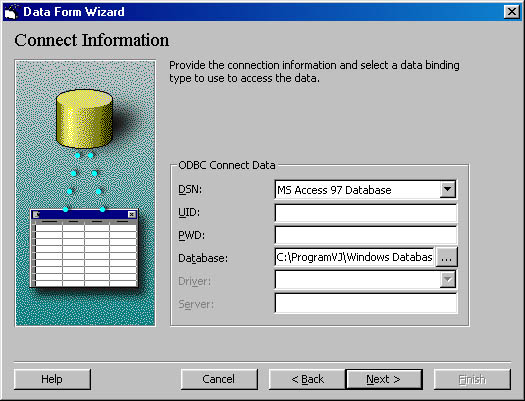 Data Form Wizard
Connect Information
Provide the connection information and select a data binding
type to use to access the data.
ODBC Connect Data
DSN:
MS Access 97 Database
UID:
PWD:
Database:
C:\ProgramVJ\Windows Databas
...
Driver:
Server:
Help
Cancel
< Back
Next >
Finish